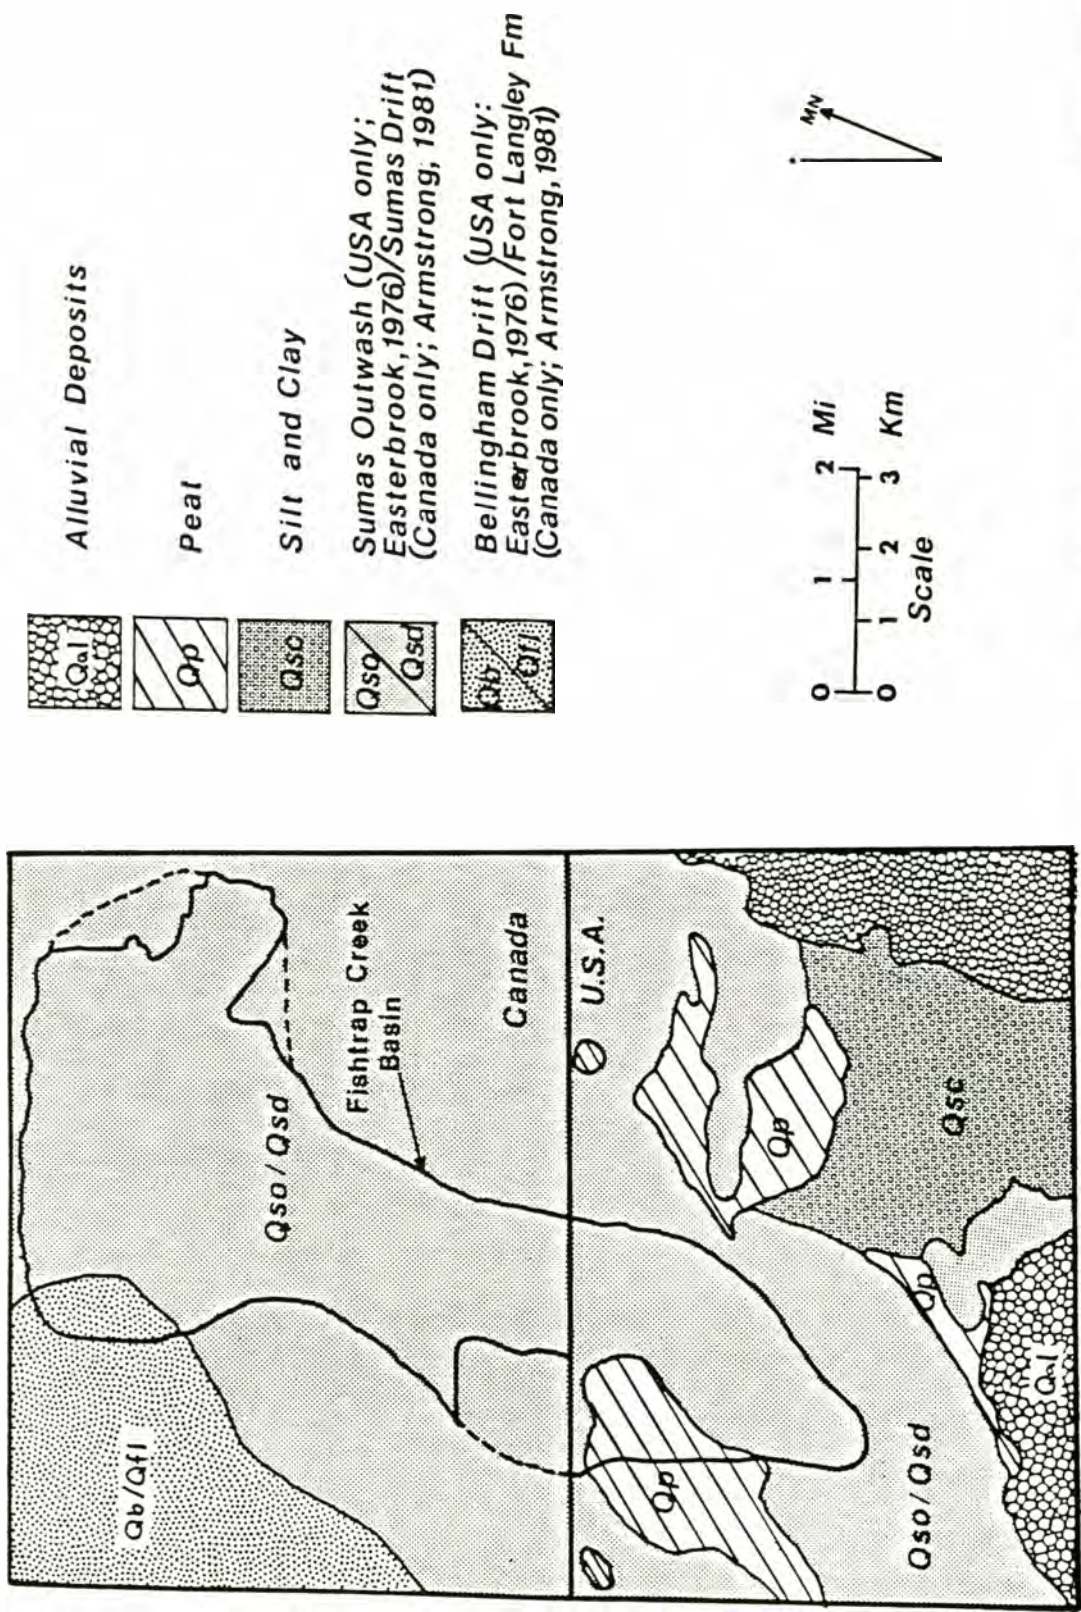 Qb/Qfl
Qso/Qsd
Fishtrap Creek
Basin
Canada
U.S.A.
Qp
Qp
Qsc
Qp
Qal
Qso/Qsd
Qal
Alluvial Deposits
Qp
Peat
Qsc
Silt and Clay
Qso
Qsd
Sumas Outwash (USA only;
Easterbrook, 1976)/Sumas Drift
(Canada only; Armstrong, 1981)
Qb
Qfl
Bellingham Drift (USA only:
Easterbrook, 1976)/Fort Langley Fm
(Canada only; Armstrong, 1981)
0 1 2 Mi
0 1 2 3 Km
Scale
MN